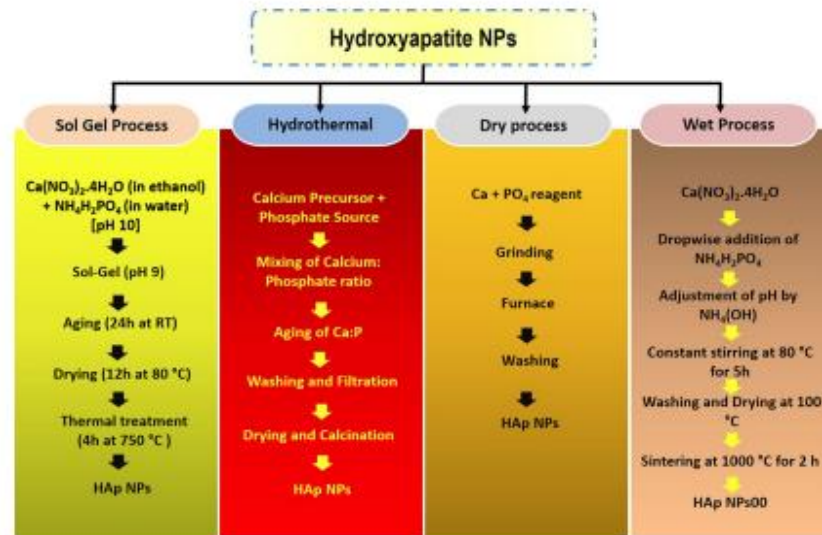 Hydroxyapatite NPs
Sol Gel Process
Ca(NO₃)₂.4H₂O (in ethanol)
+ NH₄H₂PO₄ (in water)
[pH 10]
Sol-Gel (pH 9)
Aging (24h at RT)
Drying (12h at 80 °C)
Thermal treatment
(4h at 750 °C )
HAp NPs
Hydrothermal
Calcium Precursor +
Phosphate Source
Mixing of Calcium:
Phosphate ratio
Aging of Ca:P
Washing and Filtration
Drying and Calcination
HAp NPs
Dry process
Ca + PO₄ reagent
Grinding
Furnace
Washing
HAp NPs
Wet Process
Ca(NO₃)₂.4H₂O
Dropwise addition of
NH₄H₂PO₄
Adjustment of pH by
NH₄(OH)
Constant stirring at 80 °C
for 5h
Washing and Drying at 100
°C
Sintering at 1000 °C for 2 h
HAp NPs00